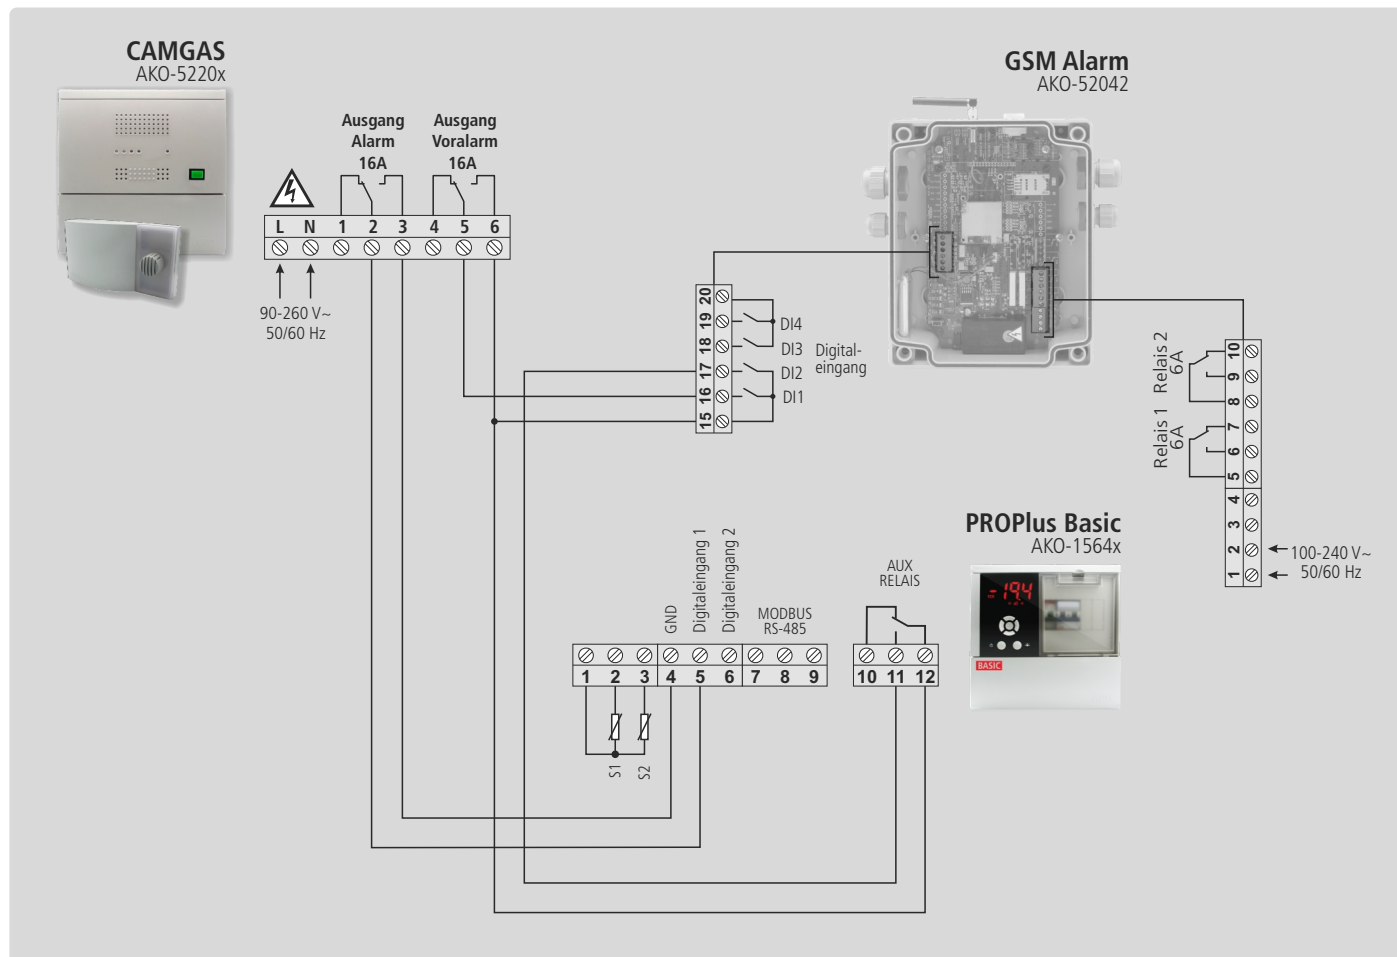 CAMGAS
AKO-5220x
GSM Alarm
AKO-52042
Ausgang
Alarm
16A
Ausgang
Voralarm
16A
L N 1 2 3 4 5 6
90-260 V~
50/60 Hz
20
19
18
17
16
15
DI4
DI3
DI2
DI1
Digital-
eingang
Relais 2
6A
Relais 1
6A
10
9
8
7
6
5
4
3
2
1
100-240 V~
50/60 Hz
PROPlus Basic
AKO-1564x
-19.4
BASIC
GND
Digitaleingang 1
Digitaleingang 2
MODBUS
RS-485
AUX
RELAIS
1 2 3 4 5 6 7 8 9
10 11 12
S1
S2